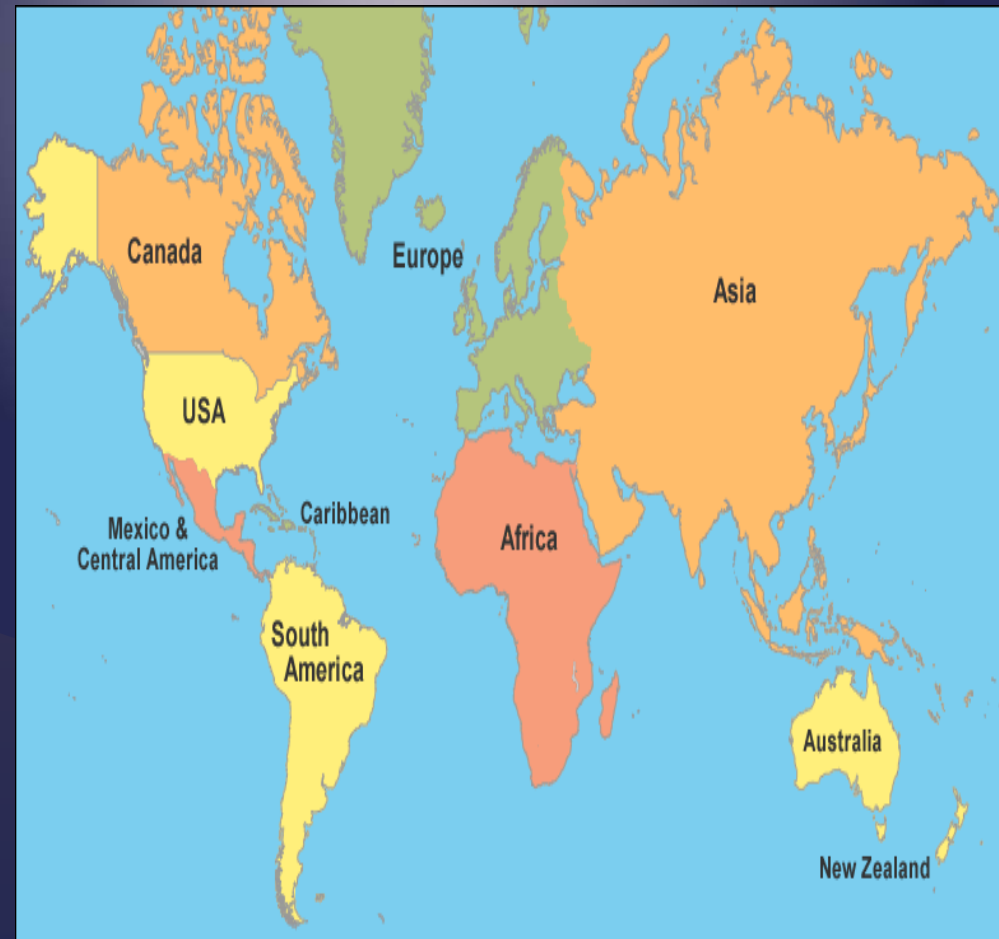 Canada
Europe
Asia
USA
Caribbean
Mexico &
Central America
Africa
South
America
Australia
New Zealand